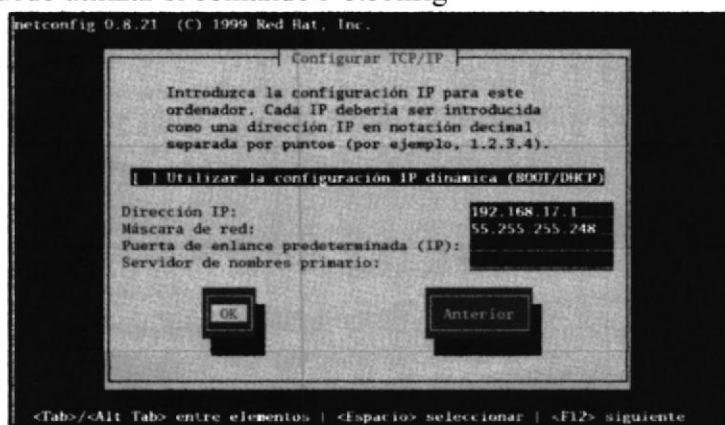 utilizar el comando
netconfig 0.8.21 (C) 1999 Red Hat, Inc.
Configurar TCP/IP
Introduzca la configuración IP para este
ordenador. Cada IP debería ser introducida
como una dirección IP en notación decimal
separada por puntos (por ejemplo, 1.2.3.4).
[ ] Utilizar la configuración IP dinámica (BOOT/DHCP)
Dirección IP: 192.168.17.1
Máscara de red: 55.255.255.248
Puerta de enlance predeterminada (IP):
Servidor de nombres primario:
OK Anterior
<Tab>/<Alt Tab> entre elementos | <Espacio> seleccionar | <F12> siguiente